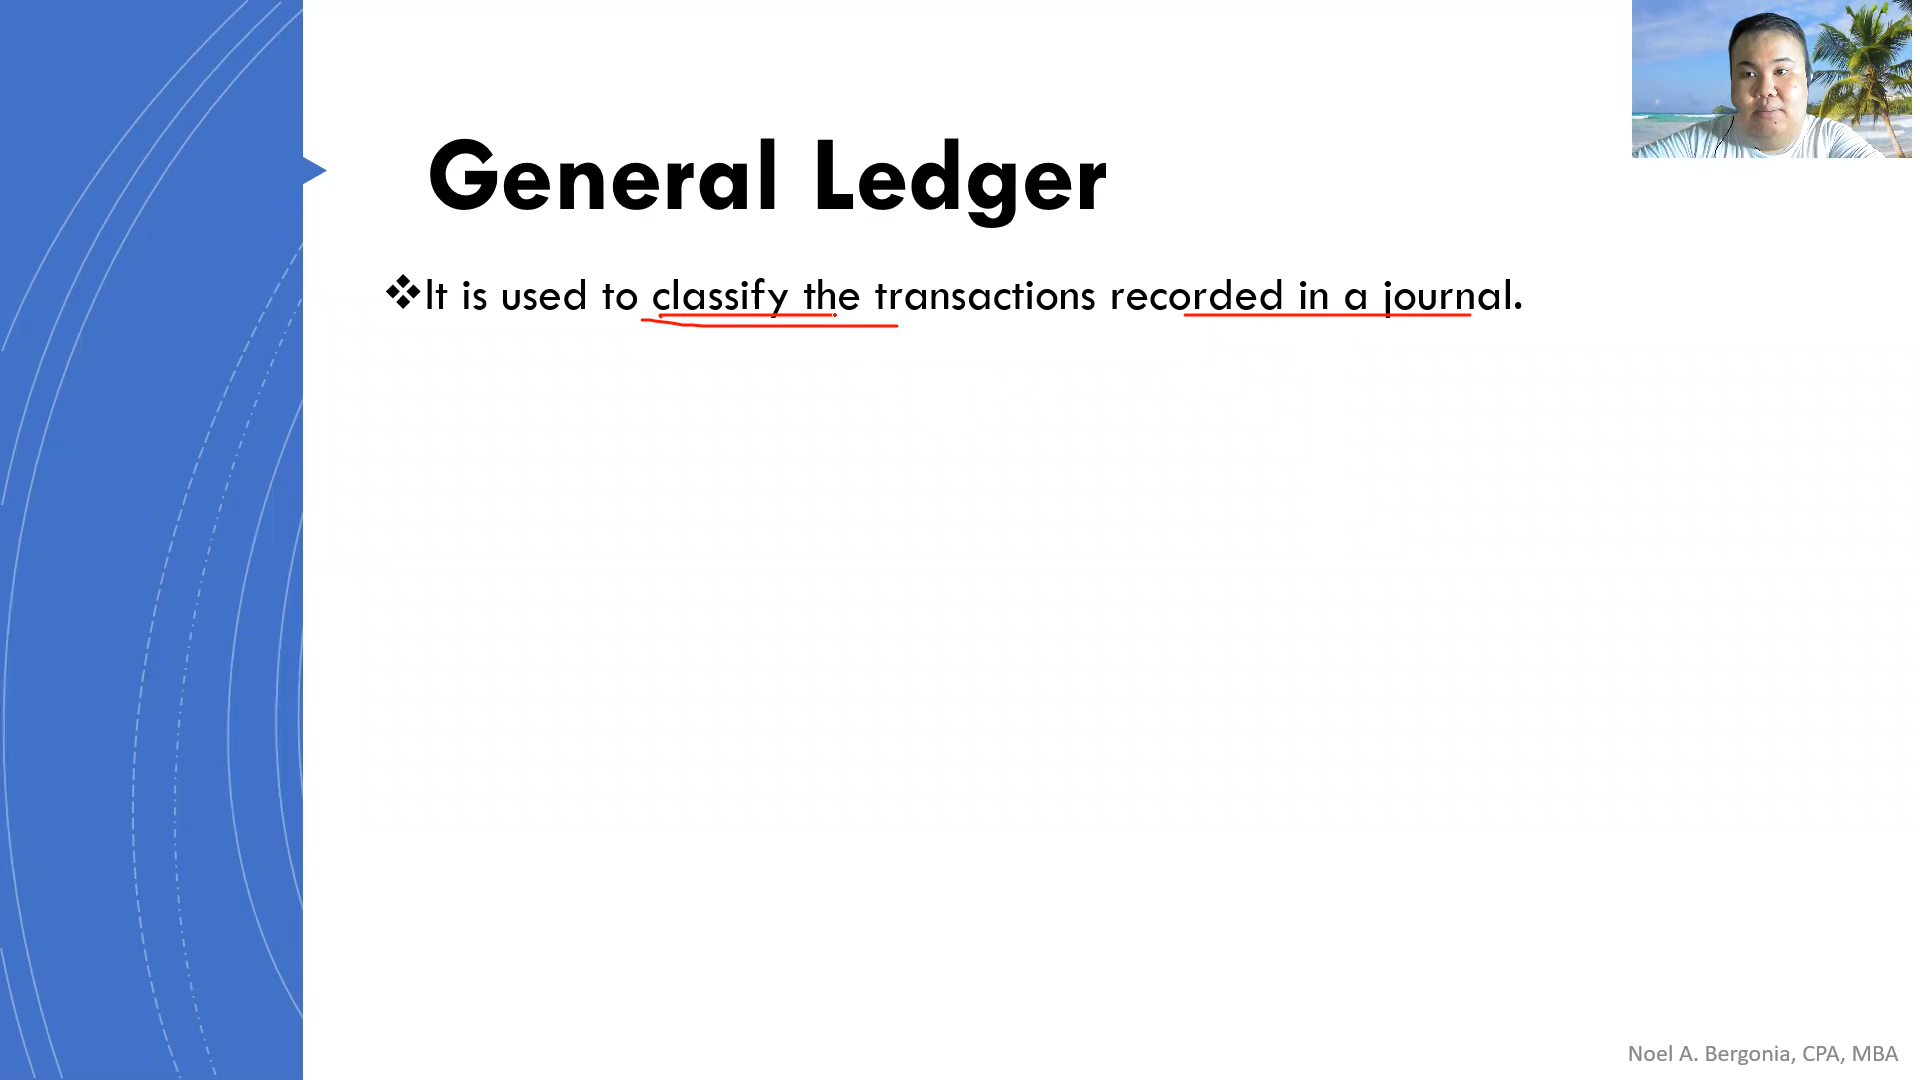 General Ledger
❖It is used to classify the transactions recorded in a journal.
Noel A. Bergonia, CPA, MBA